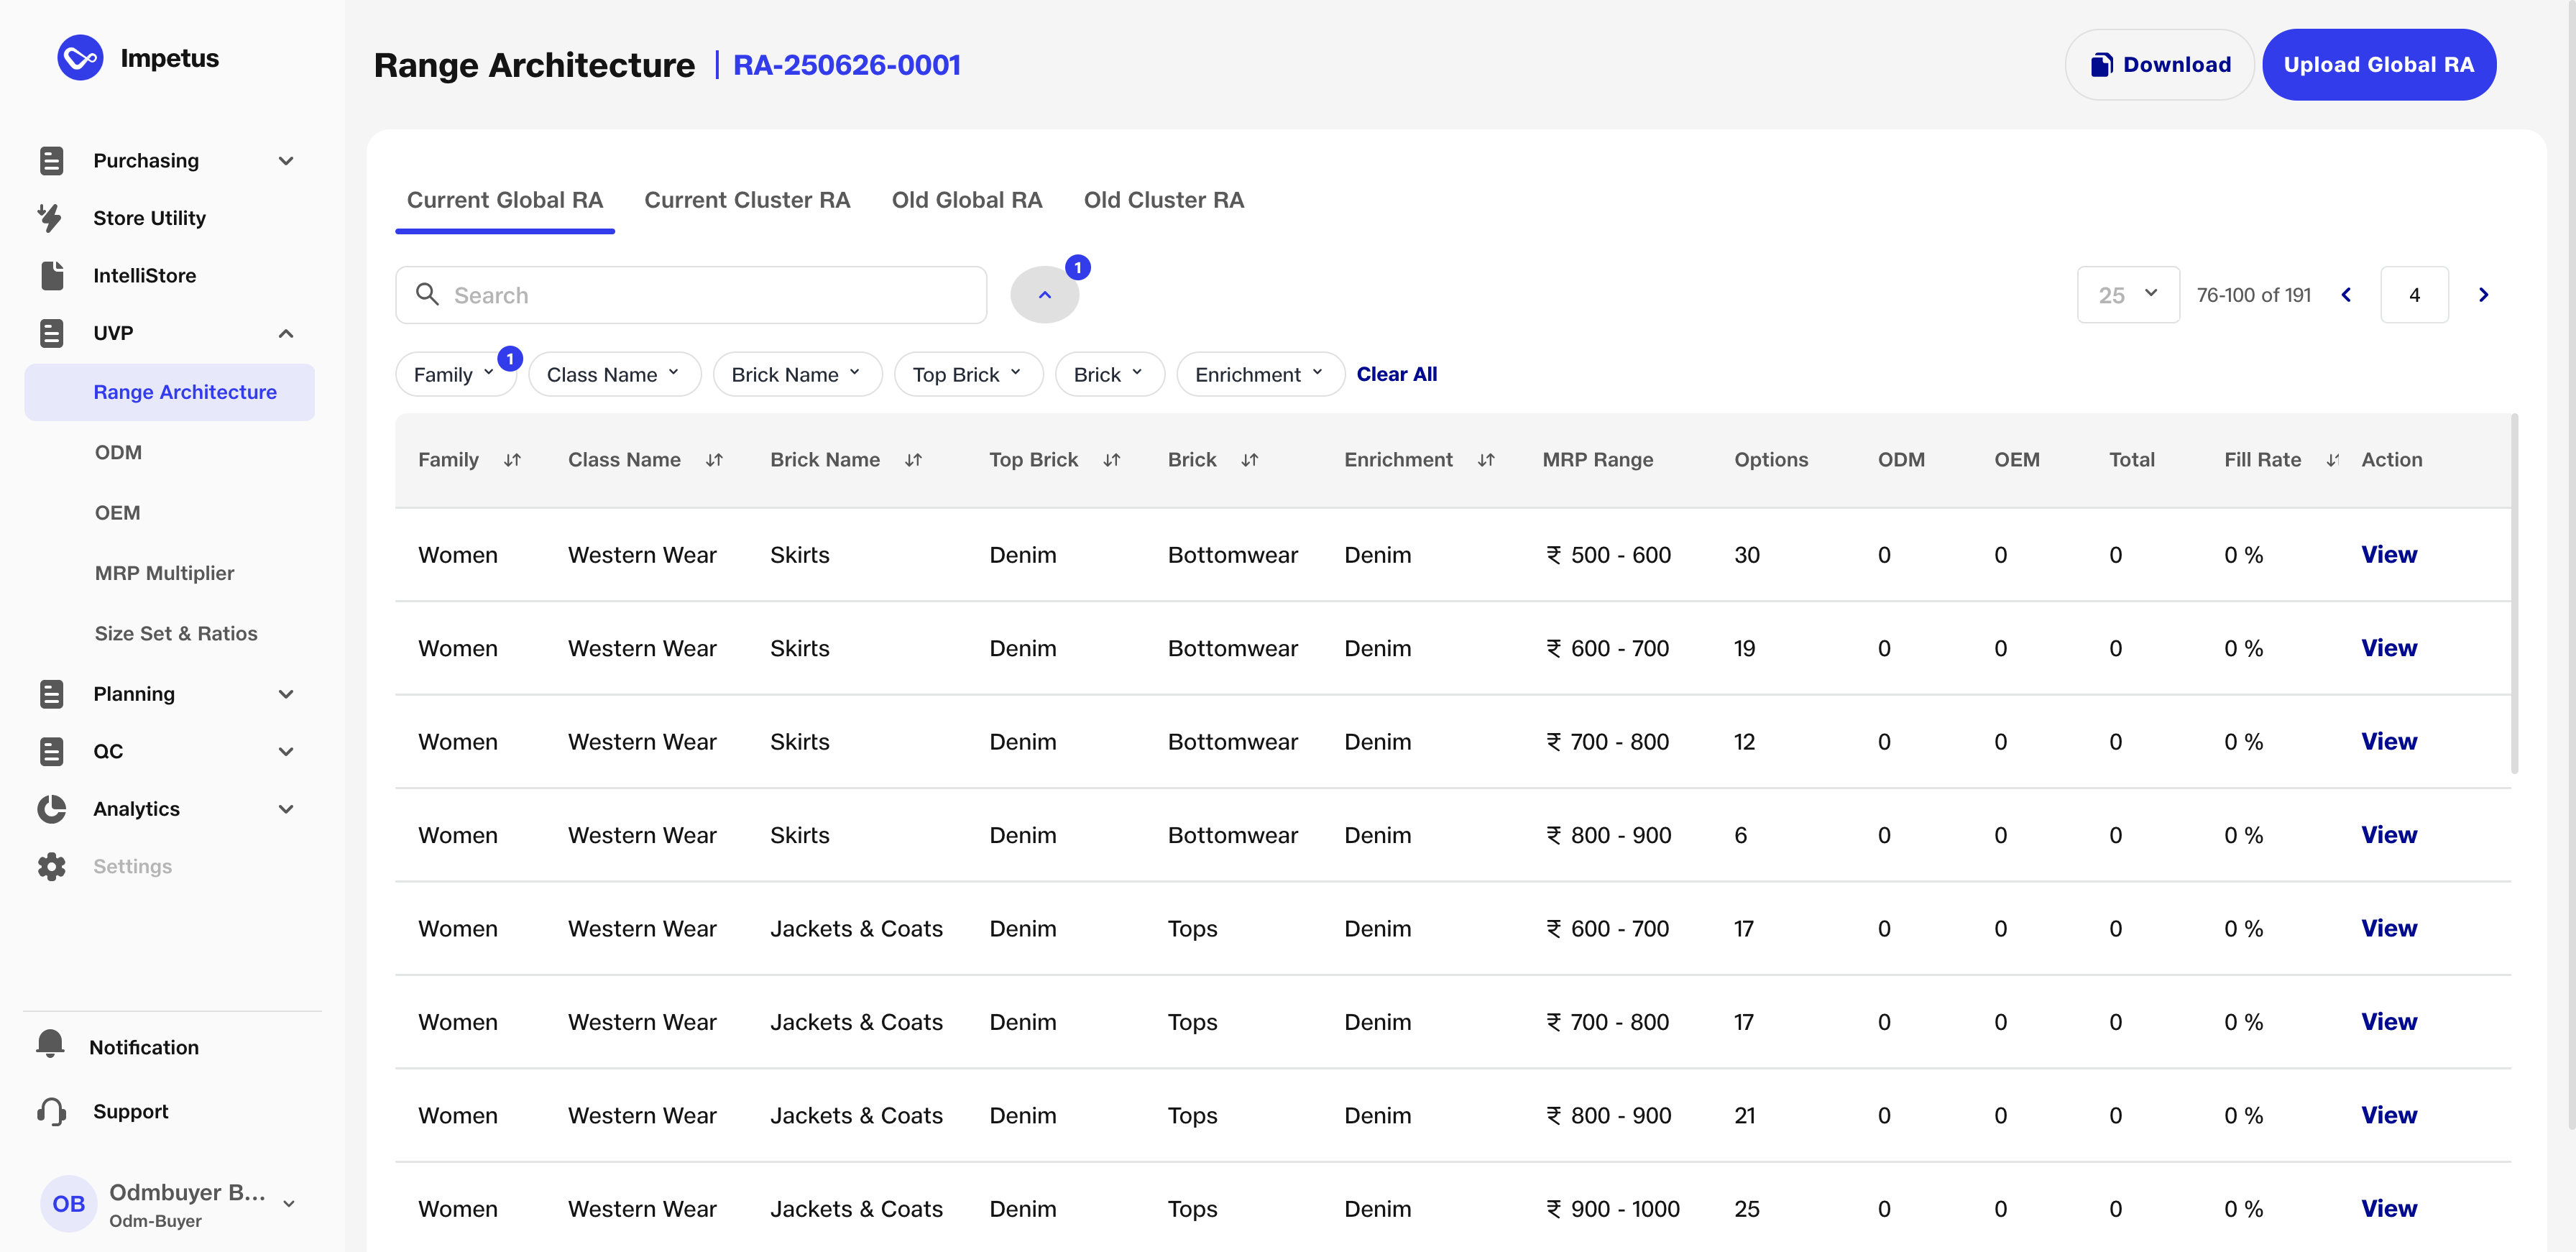 Impetus
Purchasing
Store Utility
IntelliStore
UVP
Range Architecture
ODM
OEM
MRP Multiplier
Size Set & Ratios
Planning
QC
Analytics
Settings
Notification
Support
OB
Odmbuyer B...
Odm-Buyer
Range Architecture | RA-250626-0001
Download
Upload Global RA
Current Global RA Current Cluster RA Old Global RA Old Cluster RA
Search
1
25 76-100 of 191 4
Family 1 Class Name Brick Name Top Brick Brick Enrichment Clear All
Family Class Name Brick Name Top Brick Brick Enrichment MRP Range Options ODM OEM Total Fill Rate Action
Women Western Wear Skirts Denim Bottomwear Denim ₹ 500 - 600 30 0 0 0 0 % View
Women Western Wear Skirts Denim Bottomwear Denim ₹ 600 - 700 19 0 0 0 0 % View
Women Western Wear Skirts Denim Bottomwear Denim ₹ 700 - 800 12 0 0 0 0 % View
Women Western Wear Skirts Denim Bottomwear Denim ₹ 800 - 900 6 0 0 0 0 % View
Women Western Wear Jackets & Coats Denim Tops Denim ₹ 600 - 700 17 0 0 0 0 % View
Women Western Wear Jackets & Coats Denim Tops Denim ₹ 700 - 800 17 0 0 0 0 % View
Women Western Wear Jackets & Coats Denim Tops Denim ₹ 800 - 900 21 0 0 0 0 % View
Women Western Wear Jackets & Coats Denim Tops Denim ₹ 900 - 1000 25 0 0 0 0 % View